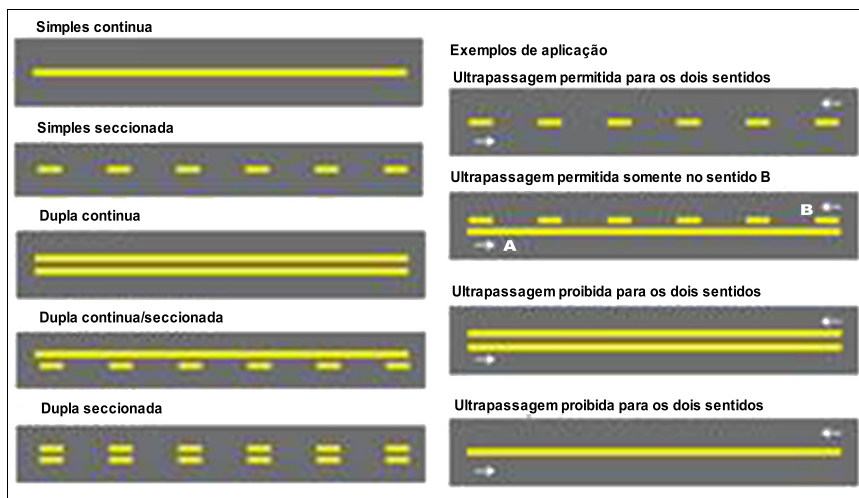 Simples continua
Simples seccionada
Dupla continua
Dupla continua/seccionada
Dupla seccionada
Exemplos de aplicação
Ultrapassagem permitida para os dois sentidos
Ultrapassagem permitida somente no sentido B
B
A
Ultrapassagem proibida para os dois sentidos
Ultrapassagem proibida para os dois sentidos